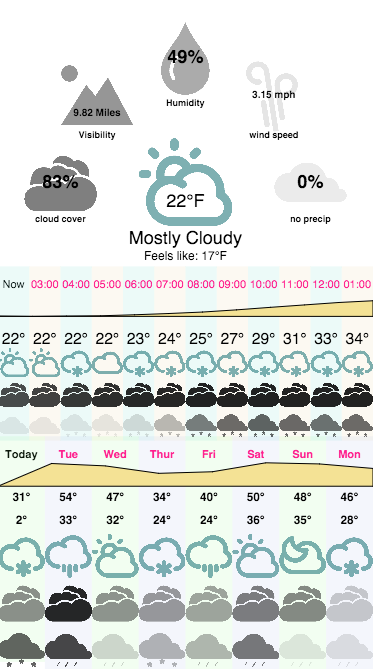 49%
Humidity
9.82 Miles
Visibility
3.15 mph
wind speed
83%
cloud cover
22°F
0%
no precip
Mostly Cloudy
Feels like: 17°F
Now 03:00 04:00 05:00 06:00 07:00 08:00 09:00 10:00 11:00 12:00 01:00
22° 22° 22° 22° 23° 24° 25° 27° 29° 31° 33° 34°
Today Tue Wed Thur Fri Sat Sun Mon
31° 54° 47° 34° 40° 50° 48° 46°
2° 33° 32° 24° 24° 36° 35° 28°